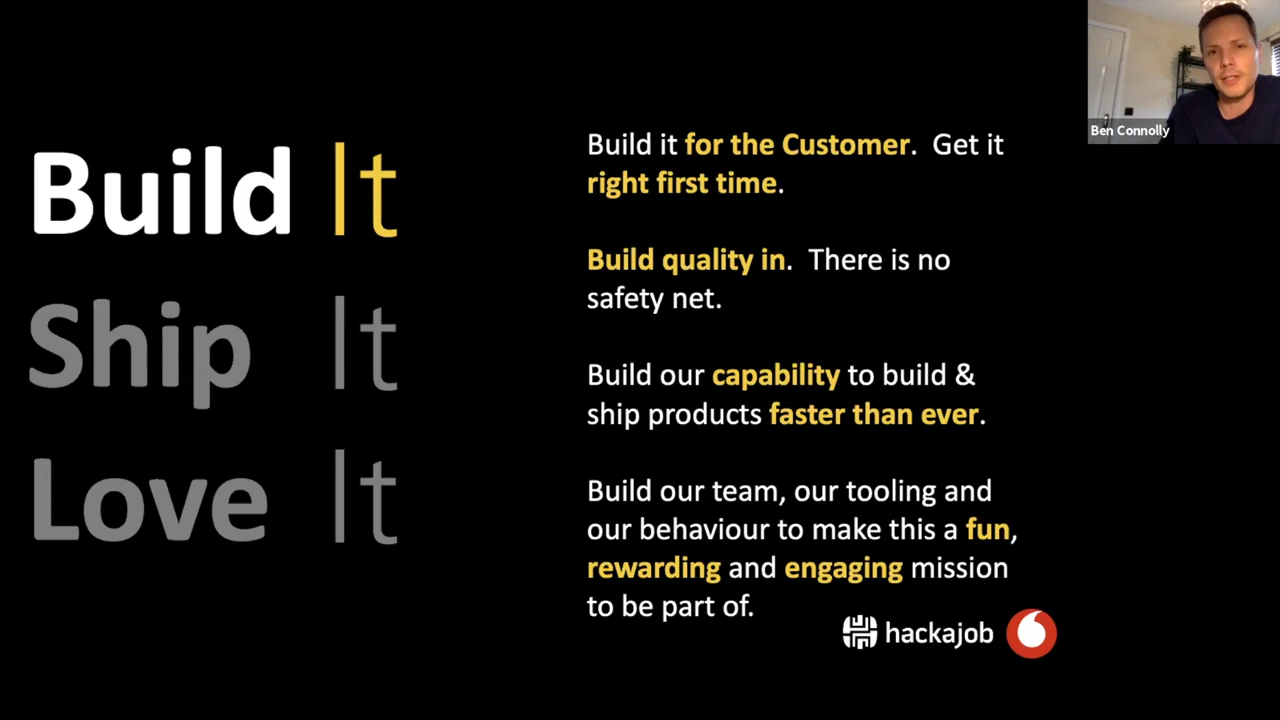 Build It
Ship It
Love It
Build it for the Customer.  Get it
right first time.
Build quality in.  There is no
safety net.
Build our capability to build &
ship products faster than ever.
Build our team, our tooling and
our behaviour to make this a fun,
rewarding and engaging mission
to be part of.
hackajob
Ben Connolly